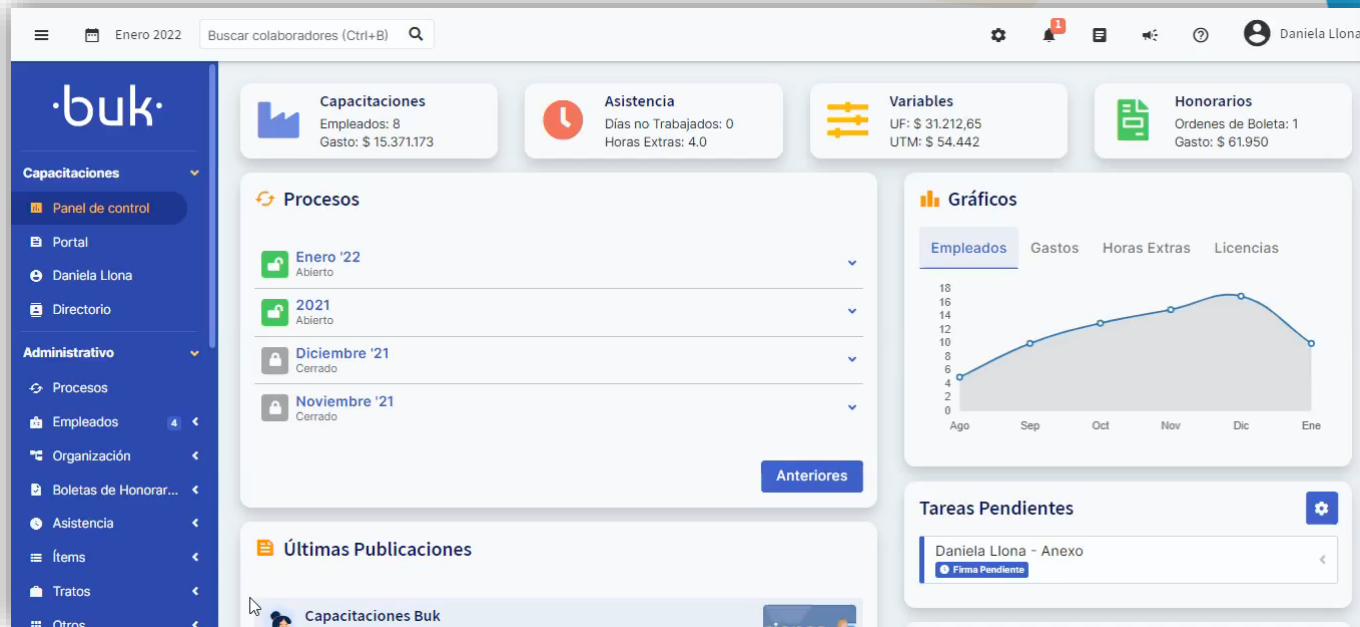 Enero 2022
Buscar colaboradores (Ctrl+B)
1
Daniela Llona
·buk·
Capacitaciones
Panel de control
Portal
Daniela Llona
Directorio
Administrativo
Procesos
Empleados 4
Organización
Boletas de Honorar...
Asistencia
Ítems
Tratos
Otros
Capacitaciones
Empleados: 8
Gasto: $ 15.371.173
Asistencia
Días no Trabajados: 0
Horas Extras: 4.0
Variables
UF: $ 31.212,65
UTM: $ 54.442
Honorarios
Ordenes de Boleta: 1
Gasto: $ 61.950
Procesos
Enero '22
Abierto
2021
Abierto
Diciembre '21
Cerrado
Noviembre '21
Cerrado
Anteriores
Últimas Publicaciones
Capacitaciones Buk
Gráficos
Empleados Gastos Horas Extras Licencias
18
16
14
12
10
8
6
4
2
0
Ago Sep Oct Nov Dic Ene
Tareas Pendientes
Daniela Llona - Anexo
Firma Pendiente